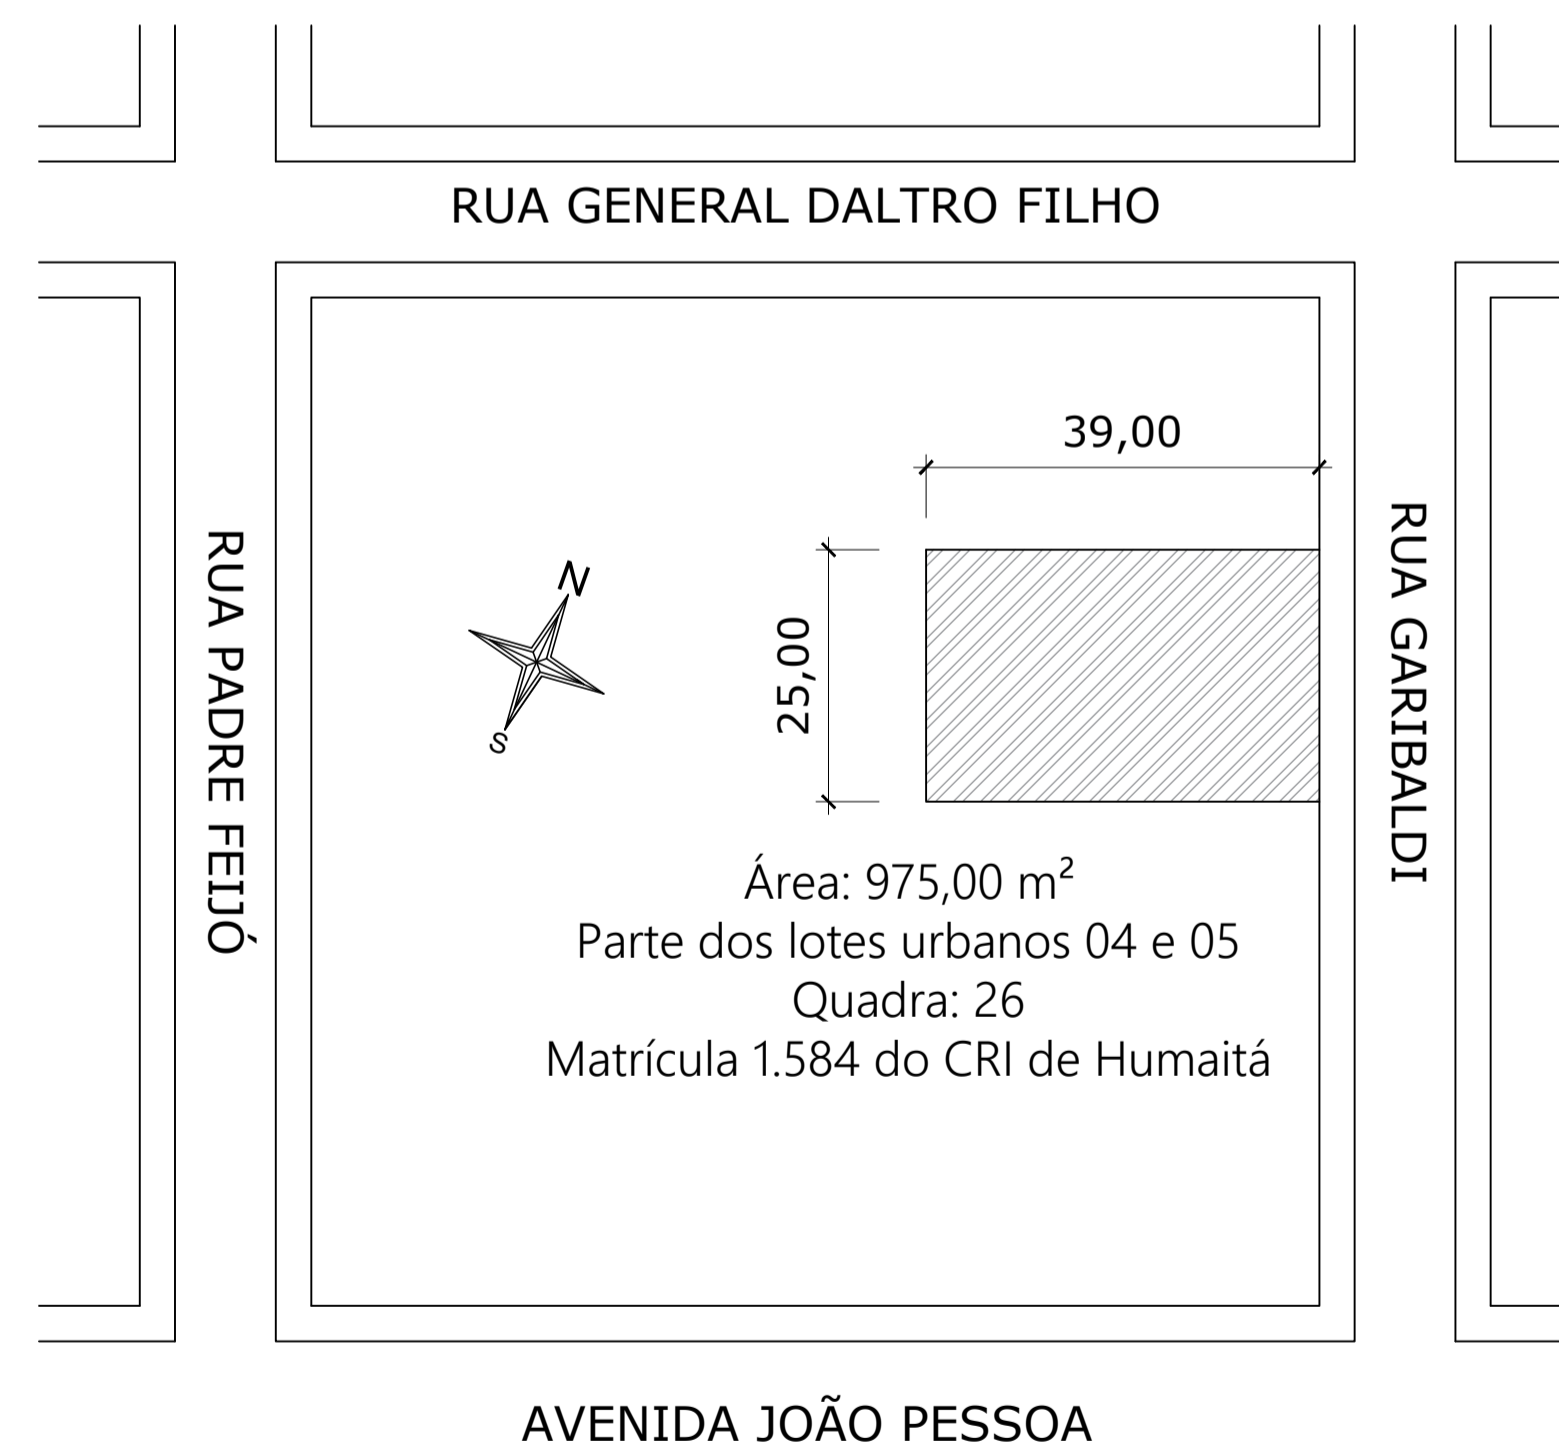 RUA GENERAL DALTRO FILHO
39,00
RUA PADRE FEIJÓ
N
S
25,00
RUA GARIBALDI
Área: 975,00 m²
Parte dos lotes urbanos 04 e 05
Quadra: 26
Matrícula 1.584 do CRI de Humaitá
AVENIDA JOÃO PESSOA